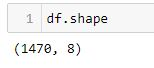 1 df.shape
(1470, 8)